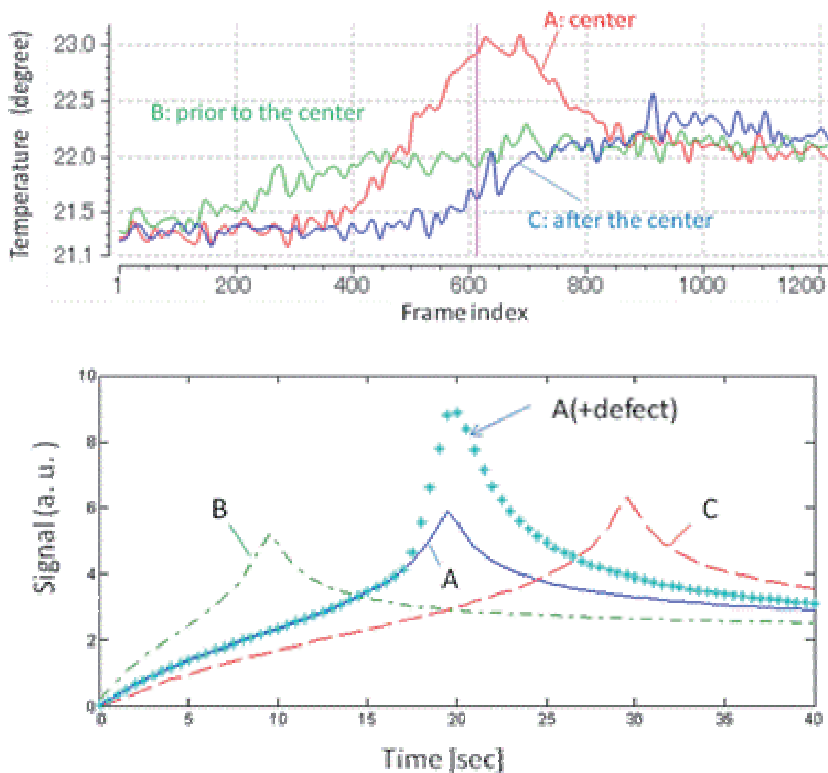 23.0
22.5
22.0
21.5
21.1
Temperature (degree)
A: center
B: prior to the center
C: after the center
1 200 400 600 800 1000 1200
Frame index
10
8
6
4
2
0
Signal (a. u.)
A(+defect)
B
C
A
0 5 10 15 20 25 30 35 40
Time [sec]